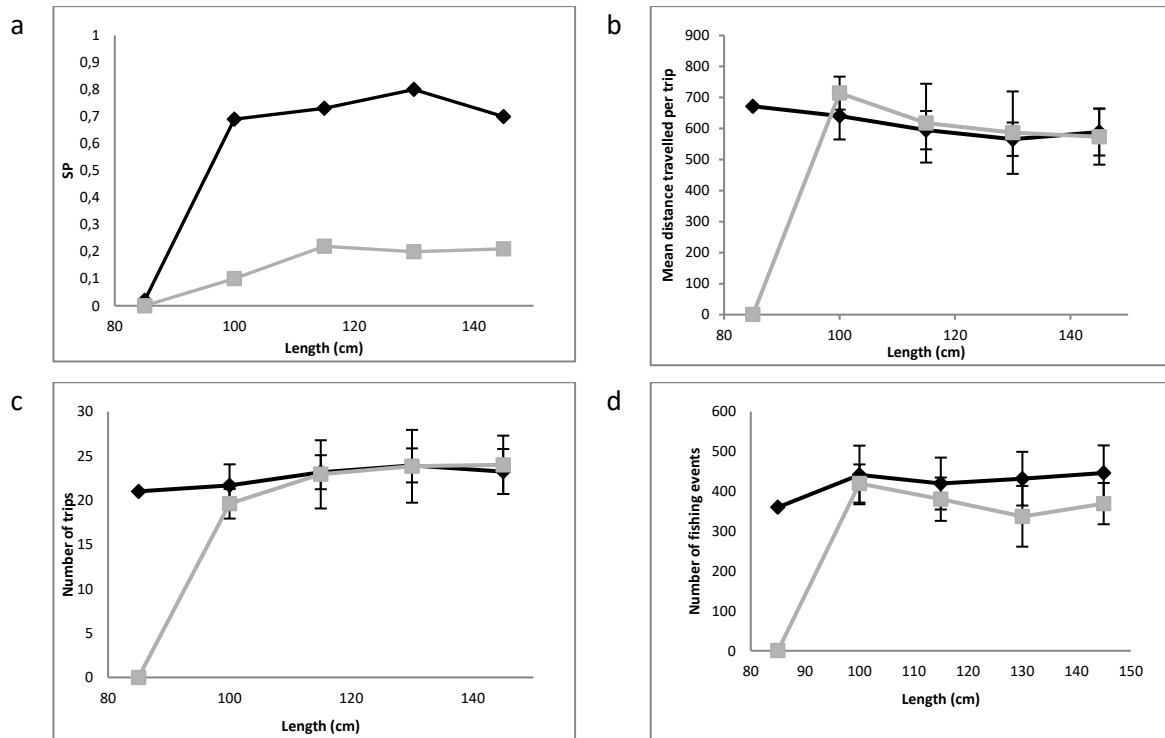 a
1
0,9
0,8
0,7
0,6
0,5
0,4
0,3
0,2
0,1
0
SP
80 100 120 140
Length (cm)
b
900
800
700
600
500
400
300
200
100
0
Mean distance travelled per trip
80 100 120 140
Length (cm)
c
30
25
20
15
10
5
0
Number of trips
80 100 120 140
Length (cm)
d
600
500
400
300
200
100
0
Number of fishing events
80 90 100 110 120 130 140 150
Length (cm)